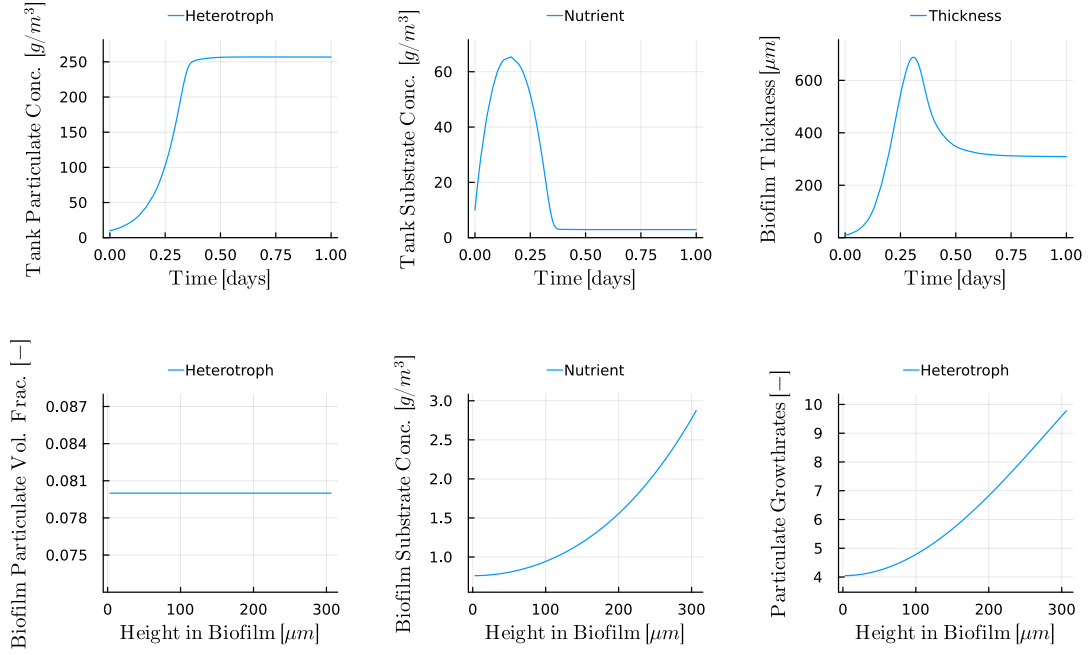 Heterotroph
Tank Particulate Conc. [g/m³]
250
200
150
100
50
0
0.00 0.25 0.50 0.75 1.00
Time [days]
Nutrient
Tank Substrate Conc. [g/m³]
60
40
20
0
0.00 0.25 0.50 0.75 1.00
Time [days]
Thickness
Biofilm Thickness [μm]
600
400
200
0
0.00 0.25 0.50 0.75 1.00
Time [days]
Heterotroph
Biofilm Particulate Vol. Frac. [−]
0.087
0.084
0.081
0.078
0.075
0 100 200 300
Height in Biofilm [μm]
Nutrient
Biofilm Substrate Conc. [g/m³]
3.0
2.5
2.0
1.5
1.0
0 100 200 300
Height in Biofilm [μm]
Heterotroph
Particulate Growthrates [−]
10
9
8
7
6
5
4
0 100 200 300
Height in Biofilm [μm]